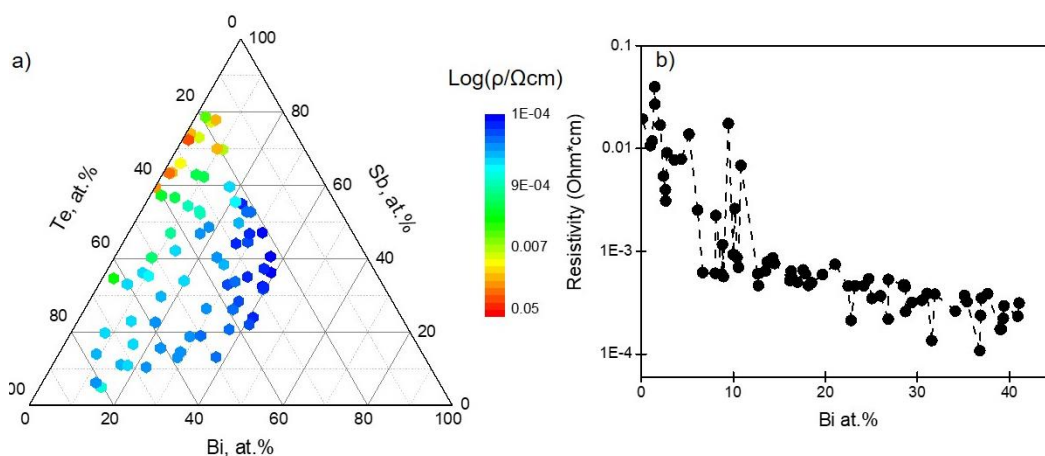 a)
0
100
Log(ρ/Ωcm)
20
80
1E-04
40
60
9E-04
Te, at.%
Sb, at.%
60
40
0.007
80
20
0.05
00
0
0
20
40
60
80
100
Bi, at.%
b)
0.1
0.01
1E-3
1E-4
Resistivity (Ohm*cm)
0
10
20
30
40
Bi at.%